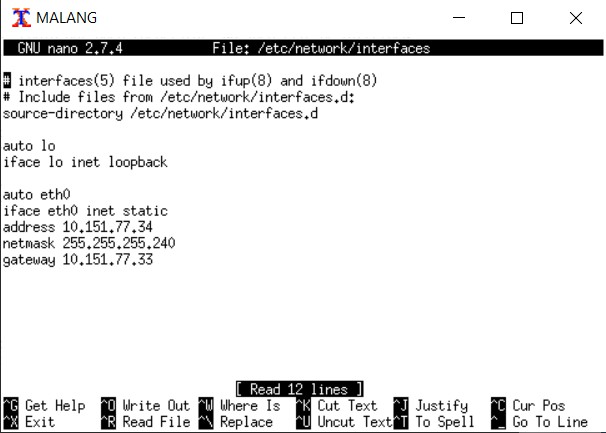 MALANG
GNU nano 2.7.4 File: /etc/network/interfaces
# interfaces(5) file used by ifup(8) and ifdown(8)
# Include files from /etc/network/interfaces.d:
source-directory /etc/network/interfaces.d
auto lo
iface lo inet loopback
auto eth0
iface eth0 inet static
address 10.151.77.34
netmask 255.255.255.240
gateway 10.151.77.33
[ Read 12 lines ]
^G Get Help ^O Write Out ^W Where Is ^K Cut Text ^J Justify ^C Cur Pos
^X Exit ^R Read File ^\ Replace ^U Uncut Text^T To Spell ^_ Go To Line